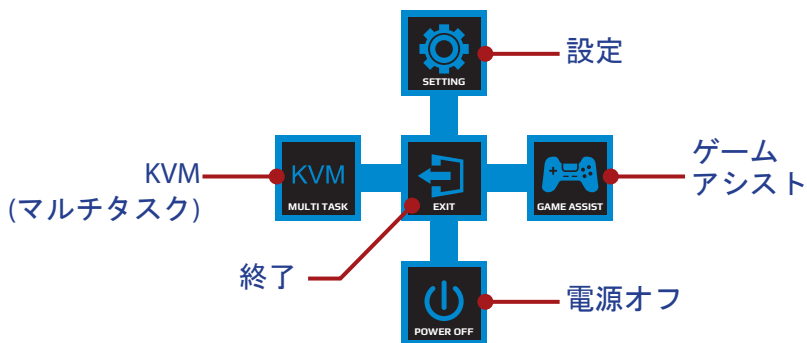 設定
SETTING
KVM
(マルチタスク)
KVM
MULTI TASK
EXIT
GAME ASSIST
ゲーム
アシスト
終了
POWER OFF
電源オフ